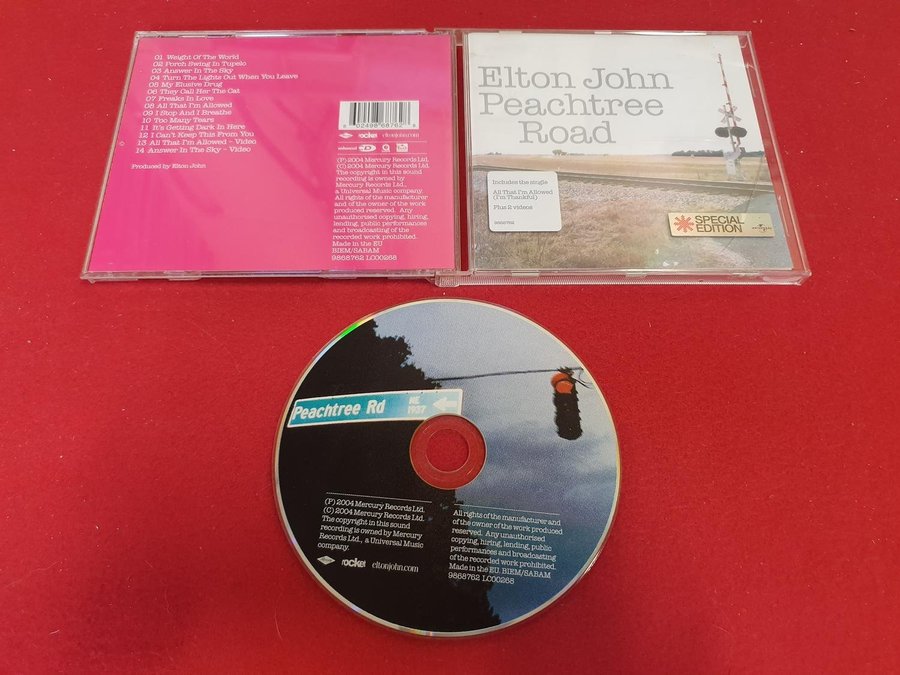 01 Weight Of The World
02 Porch Swing In Tupelo
03 Answer In The Sky
04 Turn The Lights Out When You Leave
05 My Elusive Drug
06 They Call Her The Cat
07 Freaks In Love
08 All That I'm Allowed
09 I Stop And I Breathe
10 Too Many Tears
11 It's Getting Dark In Here
12 I Can't Keep This From You
13 All That I'm Allowed – Video
14 Answer In The Sky – Video
Produced by Elton John
6 02498 68762 8
rocket eltonjohn.com
(P) 2004 Mercury Records Ltd.
(C) 2004 Mercury Records Ltd.
The copyright in this sound
recording is owned by
Mercury Records Ltd.,
a Universal Music company.
All rights of the manufacturer
and of the owner of the work
produced reserved. Any
unauthorised copying, hiring,
lending, public performances
and broadcasting of the
recorded work prohibited.
Made in the EU
BIEM/SABAM
9868762 LC00268
Elton John
Peachtree
Road
Includes the single
All That I'm Allowed
(I'm Thankful)
Plus 2 videos
9868762
SPECIAL
EDITION
UNIVERSAL
Peachtree Rd NE
1937
(P) 2004 Mercury Records Ltd.
(C) 2004 Mercury Records Ltd.
The copyright in this sound
recording is owned by Mercury
Records Ltd., a Universal Music
company.
rocket eltonjohn.com
All rights of the manufacturer and
of the owner of the work produced
reserved. Any unauthorised
copying, hiring, lending, public
performances and broadcasting
of the recorded work prohibited.
Made in the EU. BIEM/SABAM
9868762 LC00268